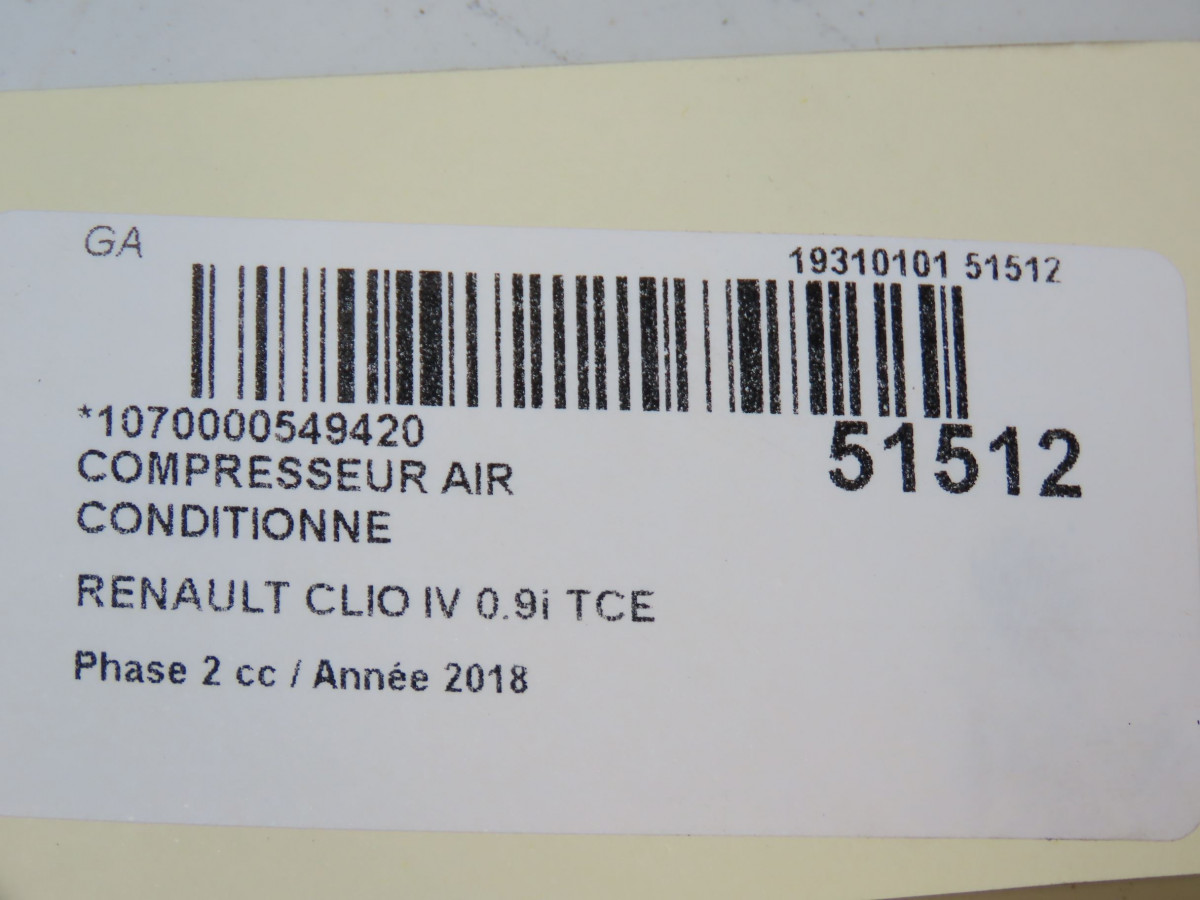 GA
19310101 51512
*1070000549420
51512
COMPRESSEUR AIR
CONDITIONNE
RENAULT CLIO IV 0.9i TCE
Phase 2 cc / Année 2018